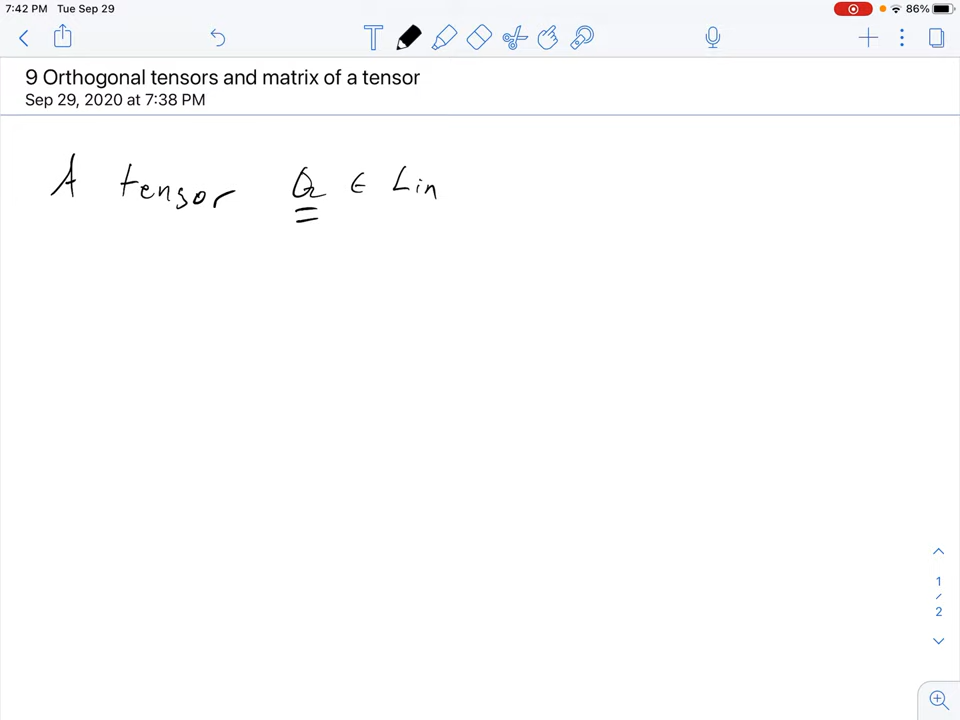 7:42 PM Tue Sep 29 86%
T
9 Orthogonal tensors and matrix of a tensor
Sep 29, 2020 at 7:38 PM
A tensor Q ∈ Lin
1
/
2